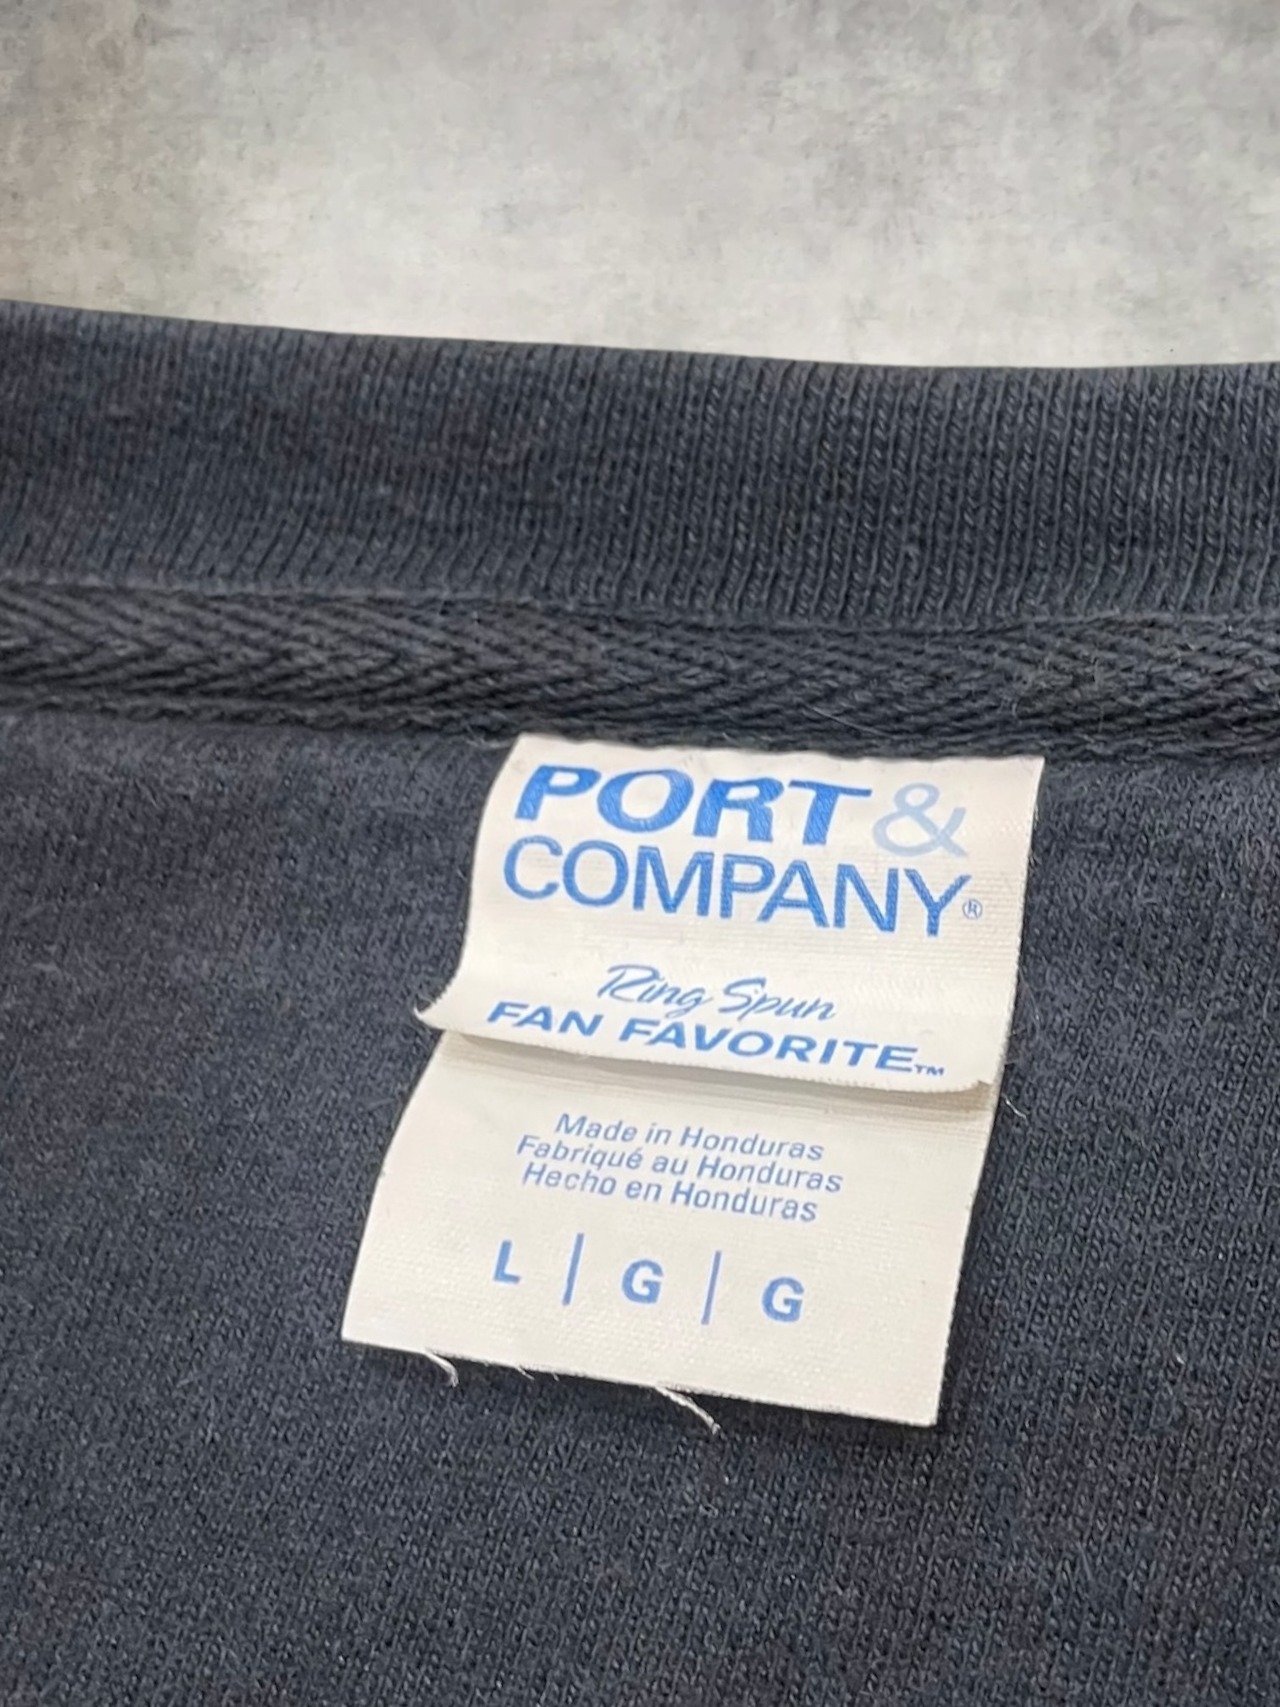 PORT &
COMPANY®
Ring Spun
FAN FAVORITE™
Made in Honduras
Fabriqué au Honduras
Hecho en Honduras
L | G | G